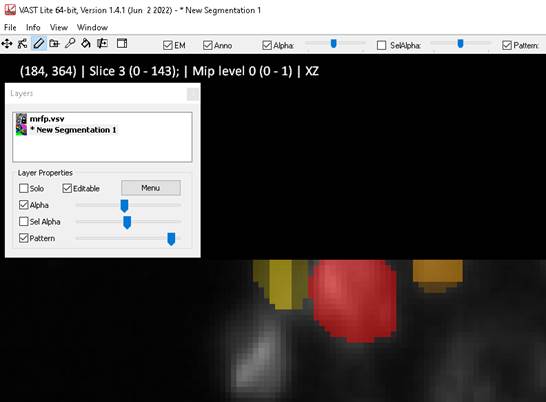 VAST Lite 64-bit, Version 1.4.1 (Jun 2 2022) - * New Segmentation 1
File Info View Window
EM Anno Alpha: SelAlpha: Pattern:
(184, 364) | Slice 3 (0 - 143); | Mip level 0 (0 - 1) | XZ
Layers
mrfp.vsv
* New Segmentation 1
Layer Properties
Solo Editable Menu
Alpha
Sel Alpha
Pattern